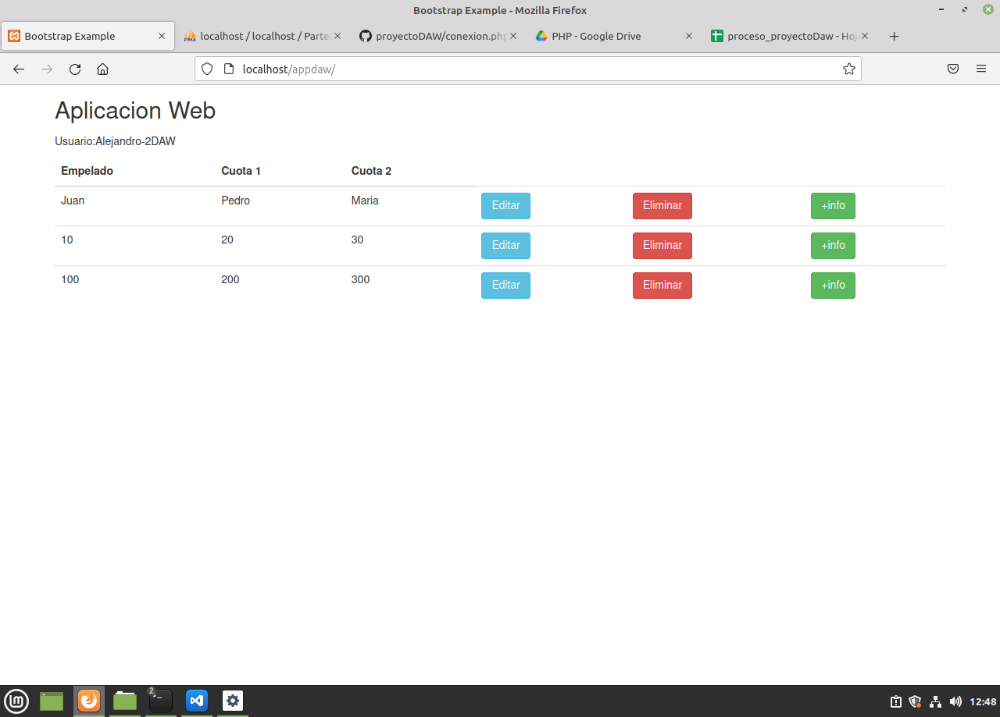 Bootstrap Example - Mozilla Firefox
Bootstrap Example
localhost / localhost / Parte
proyectoDAW/conexion.php
PHP - Google Drive
proceso_proyectoDaw - Hoj
localhost/appdaw/
Aplicacion Web
Usuario:Alejandro-2DAW
Empelado Cuota 1 Cuota 2
Juan Pedro Maria Editar Eliminar +info
10 20 30 Editar Eliminar +info
100 200 300 Editar Eliminar +info
2
12:48